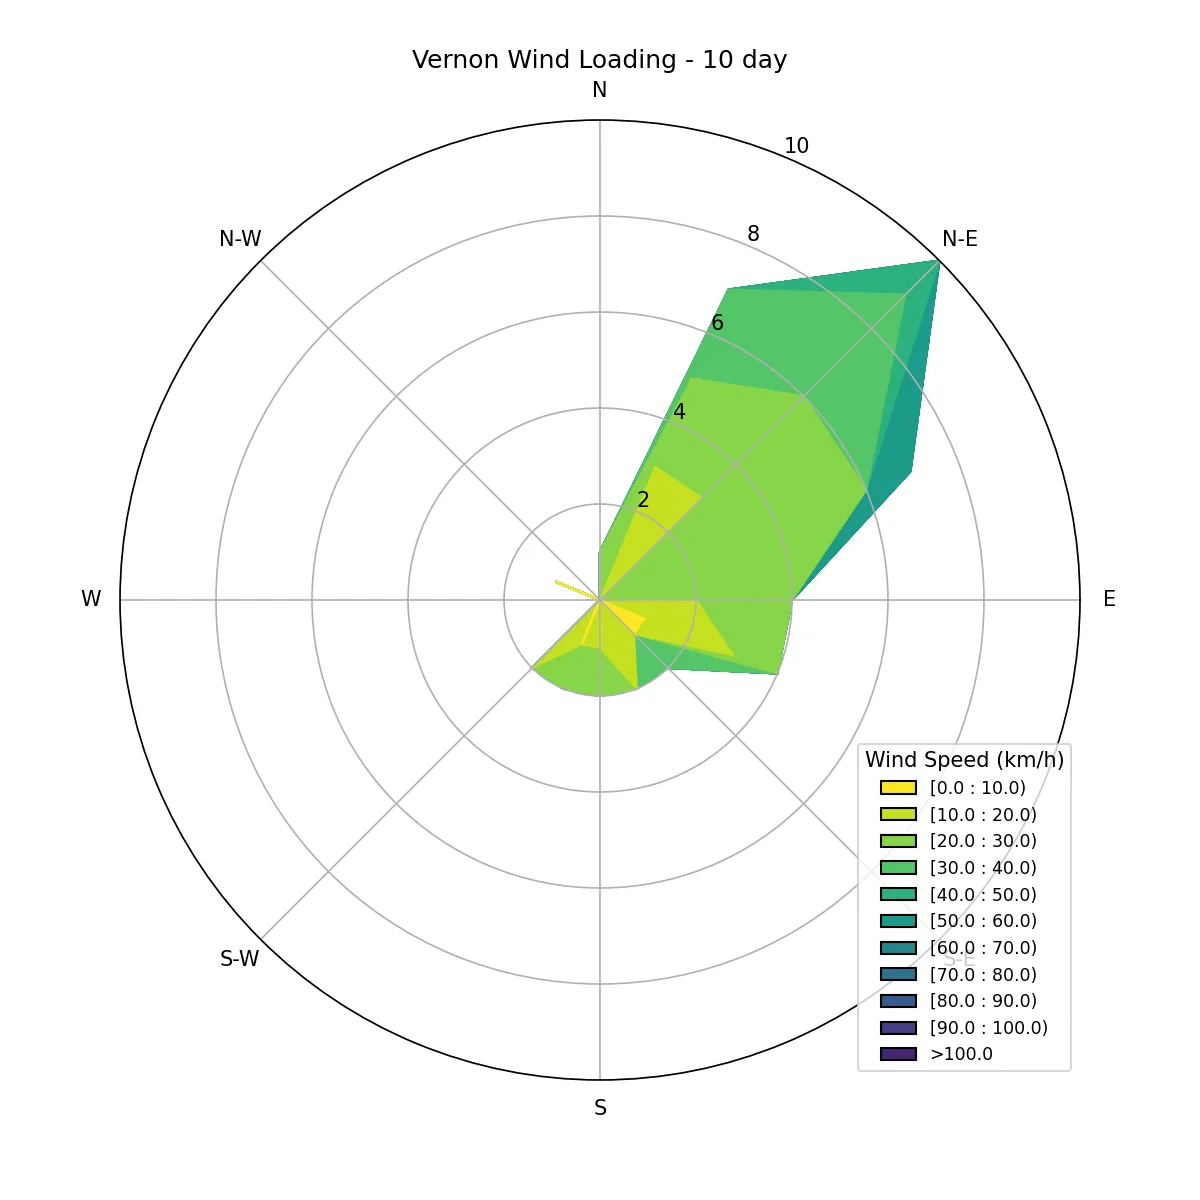 Vernon Wind Loading - 10 day
N
10
8
N-W
N-E
6
4
2
W
E
Wind Speed (km/h)
[0.0 : 10.0)
[10.0 : 20.0)
[20.0 : 30.0)
[30.0 : 40.0)
[40.0 : 50.0)
[50.0 : 60.0)
[60.0 : 70.0)
S-W
S-E
[70.0 : 80.0)
[80.0 : 90.0)
[90.0 : 100.0)
>100.0
S